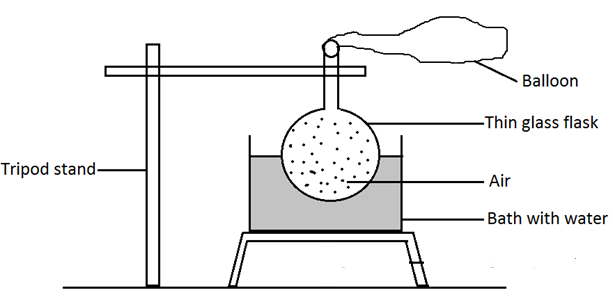 Balloon
Thin glass flask
Tripod stand
Air
Bath with water